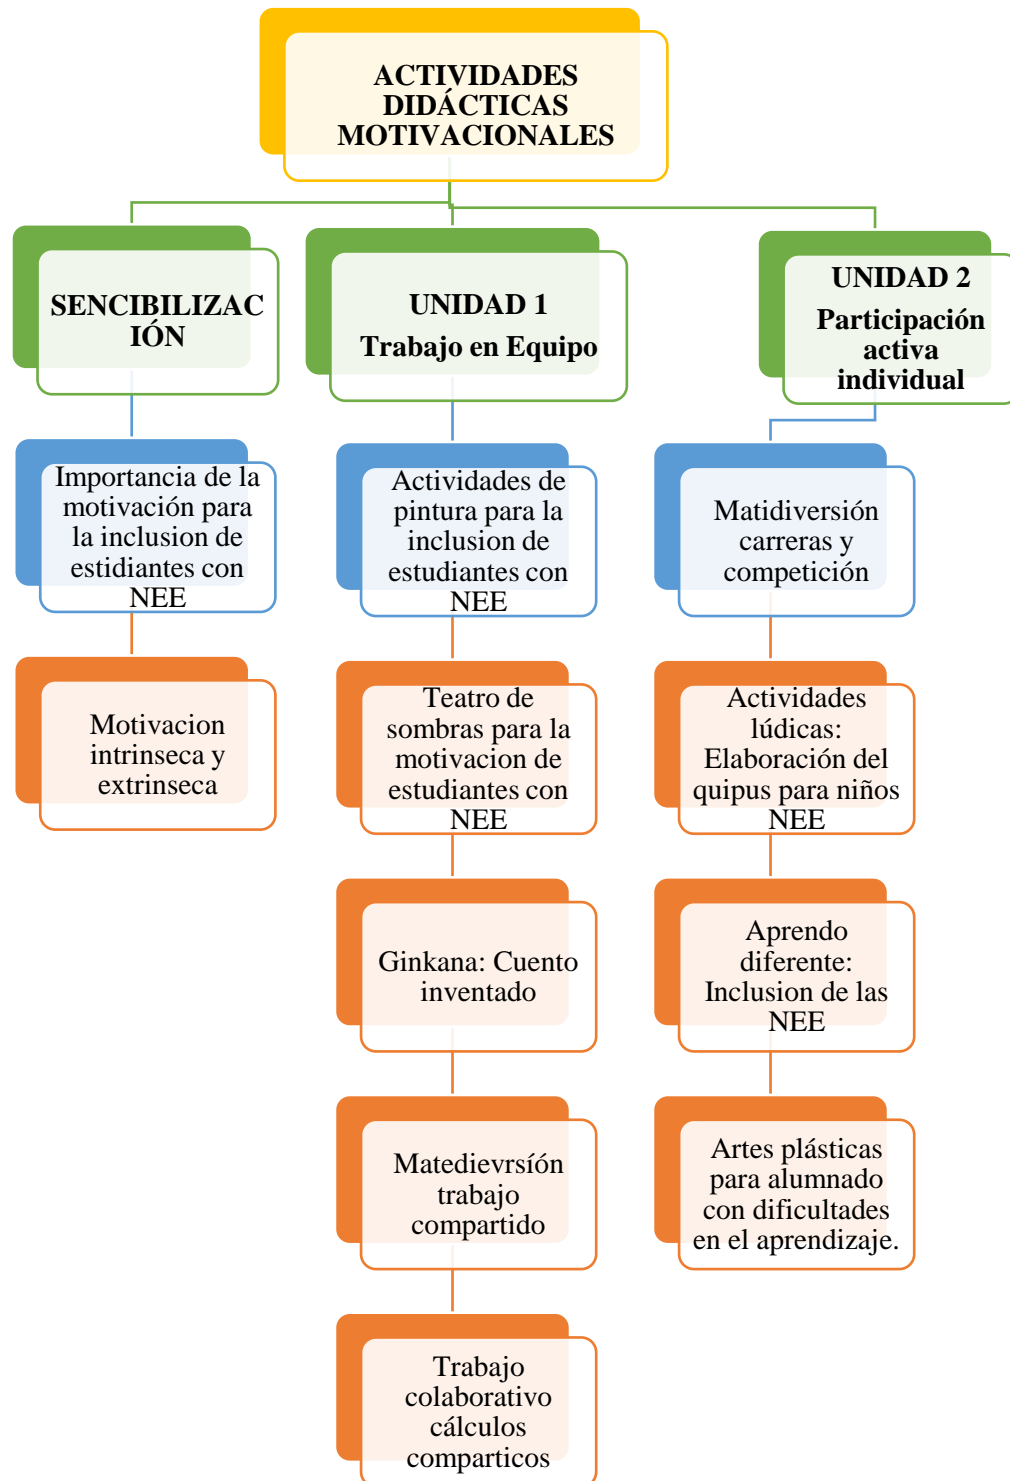 ACTIVIDADES
DIDÁCTICAS
MOTIVACIONALES
SENCIBILIZAC
IÓN
Importancia de la
motivación para
la inclusion de
estidiantes con
NEE
Motivacion
intrinseca y
extrinseca
UNIDAD 1
Trabajo en Equipo
Actividades de
pintura para la
inclusion de
estudiantes con
NEE
Teatro de
sombras para la
motivacion de
estudiantes con
NEE
Ginkana: Cuento
inventado
Matedievrsíón
trabajo
compartido
Trabajo
colaborativo
cálculos
comparticos
UNIDAD 2
Participación
activa
individual
Matidiversión
carreras y
competición
Actividades
lúdicas:
Elaboración del
quipus para niños
NEE
Aprendo
diferente:
Inclusion de las
NEE
Artes plásticas
para alumnado
con dificultades
en el aprendizaje.